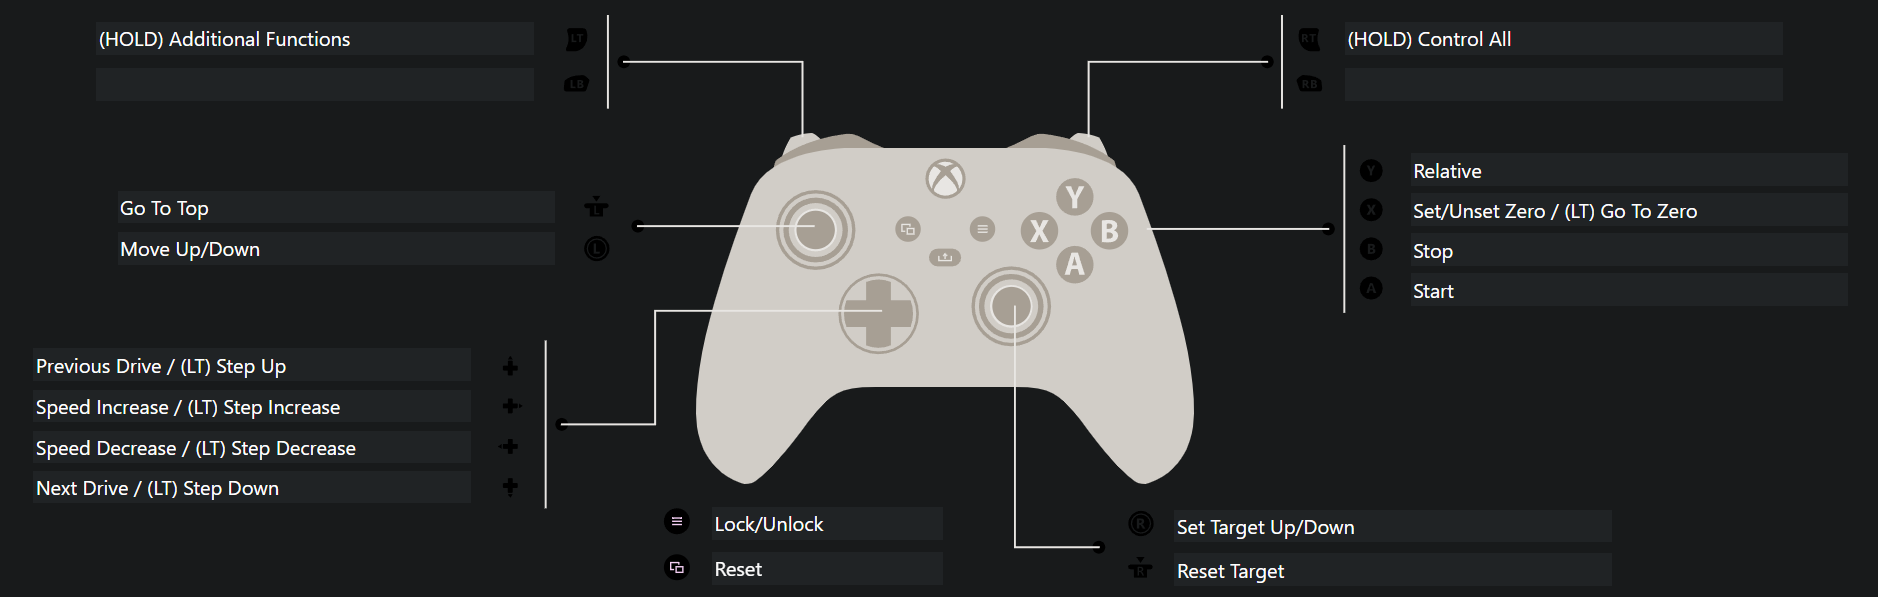 (HOLD) Additional Functions
LT
LB
RT
(HOLD) Control All
RB
Go To Top
L
Move Up/Down
L
Y
Relative
X
Set/Unset Zero / (LT) Go To Zero
B
Stop
A
Start
Y
X
B
A
Previous Drive / (LT) Step Up
Speed Increase / (LT) Step Increase
Speed Decrease / (LT) Step Decrease
Next Drive / (LT) Step Down
Lock/Unlock
Reset
R
Set Target Up/Down
R
Reset Target